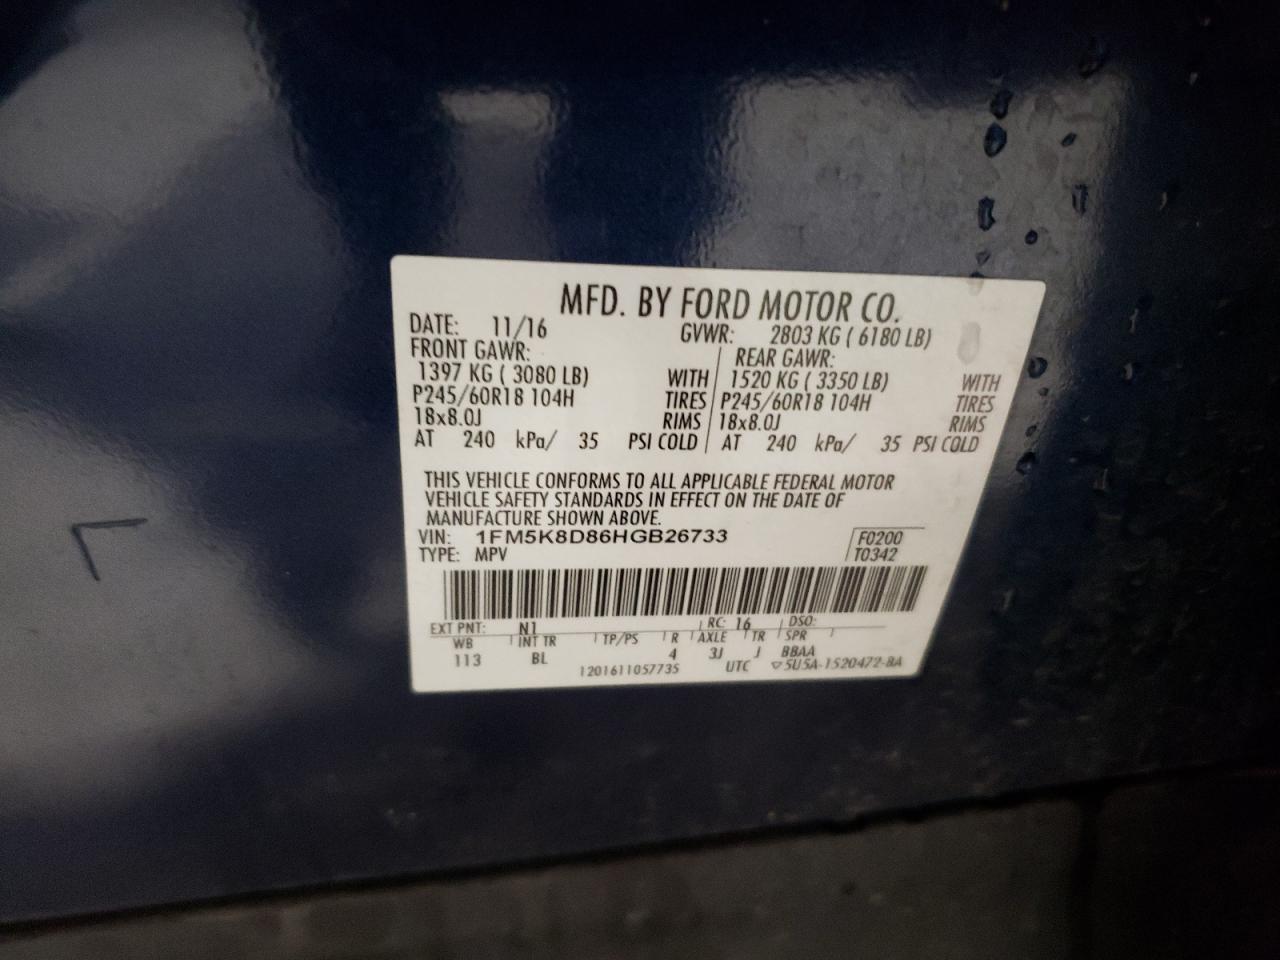 MFD. BY FORD MOTOR CO.
DATE: 11/16 GVWR: 2803 KG ( 6180 LB)
FRONT GAWR: REAR GAWR:
1397 KG ( 3080 LB) WITH 1520 KG ( 3350 LB) WITH
P245/60R18 104H TIRES P245/60R18 104H TIRES
18x8.0J RIMS 18x8.0J RIMS
AT 240 kPa/ 35 PSI COLD AT 240 kPa/ 35 PSI COLD
THIS VEHICLE CONFORMS TO ALL APPLICABLE FEDERAL MOTOR
VEHICLE SAFETY STANDARDS IN EFFECT ON THE DATE OF
MANUFACTURE SHOWN ABOVE.
VIN: 1FM5K8D86HGB26733 F0200
TYPE: MPV T0342
EXT PNT: N1 RC: 16 DSO:
WB INT TR TP/PS R AXLE TR SPR
113 BL 4 3J J BBAA
1201611057735 UTC ▽5U5A-1520472-BA